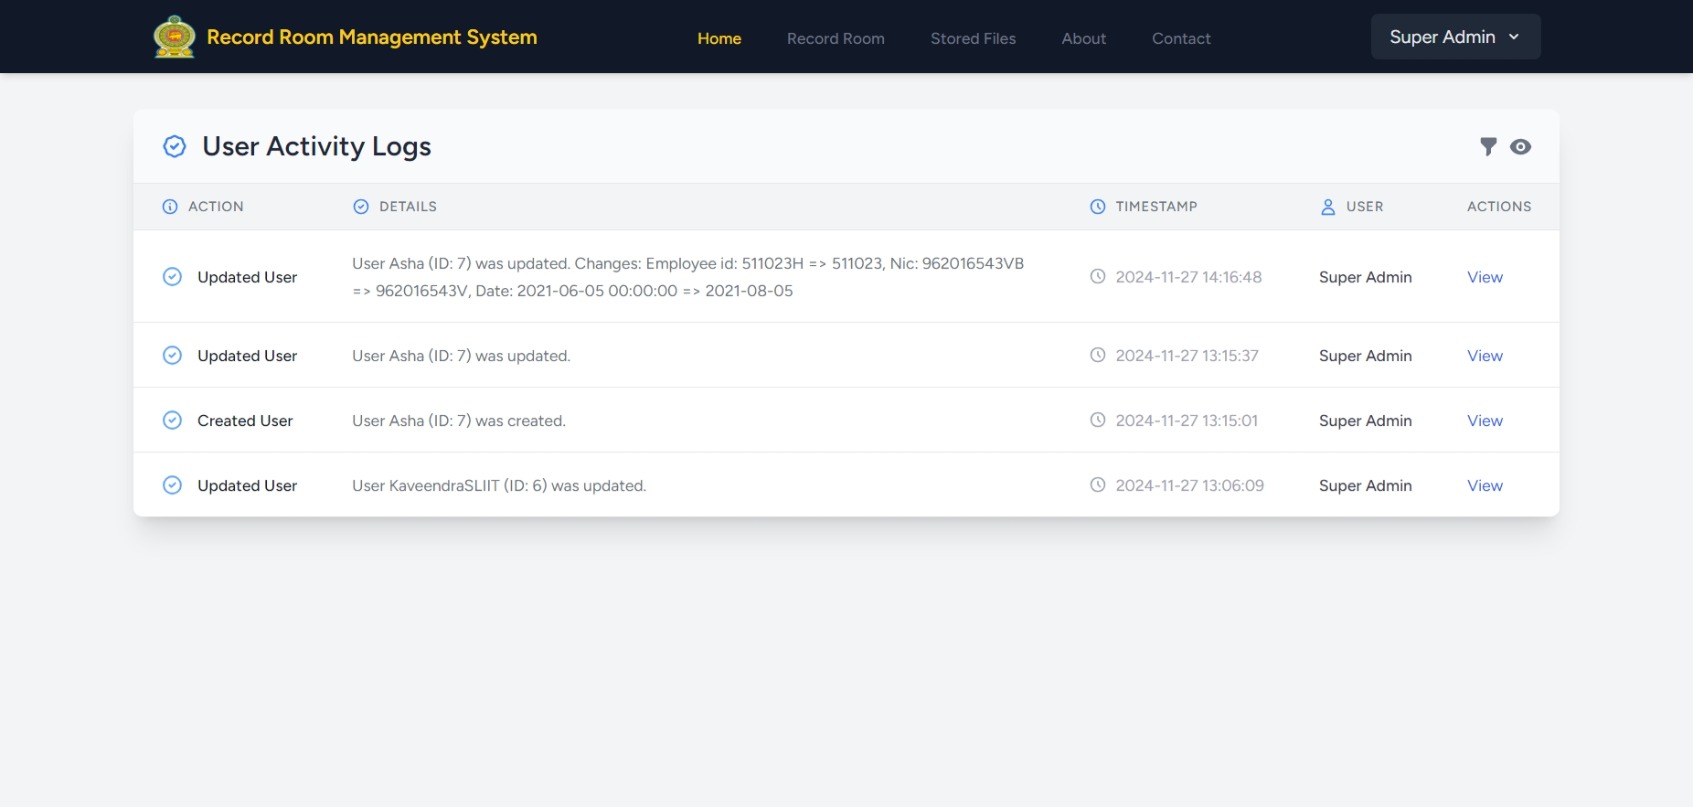 Record Room Management System
Home
Record Room
Stored Files
About
Contact
Super Admin
User Activity Logs
ACTION
DETAILS
TIMESTAMP
USER
ACTIONS
Updated User
User Asha (ID: 7) was updated. Changes: Employee id: 511023H => 511023, Nic: 962016543VB
=> 962016543V, Date: 2021-06-05 00:00:00 => 2021-08-05
2024-11-27 14:16:48
Super Admin
View
Updated User
User Asha (ID: 7) was updated.
2024-11-27 13:15:37
Super Admin
View
Created User
User Asha (ID: 7) was created.
2024-11-27 13:15:01
Super Admin
View
Updated User
User KaveendraSLIIT (ID: 6) was updated.
2024-11-27 13:06:09
Super Admin
View